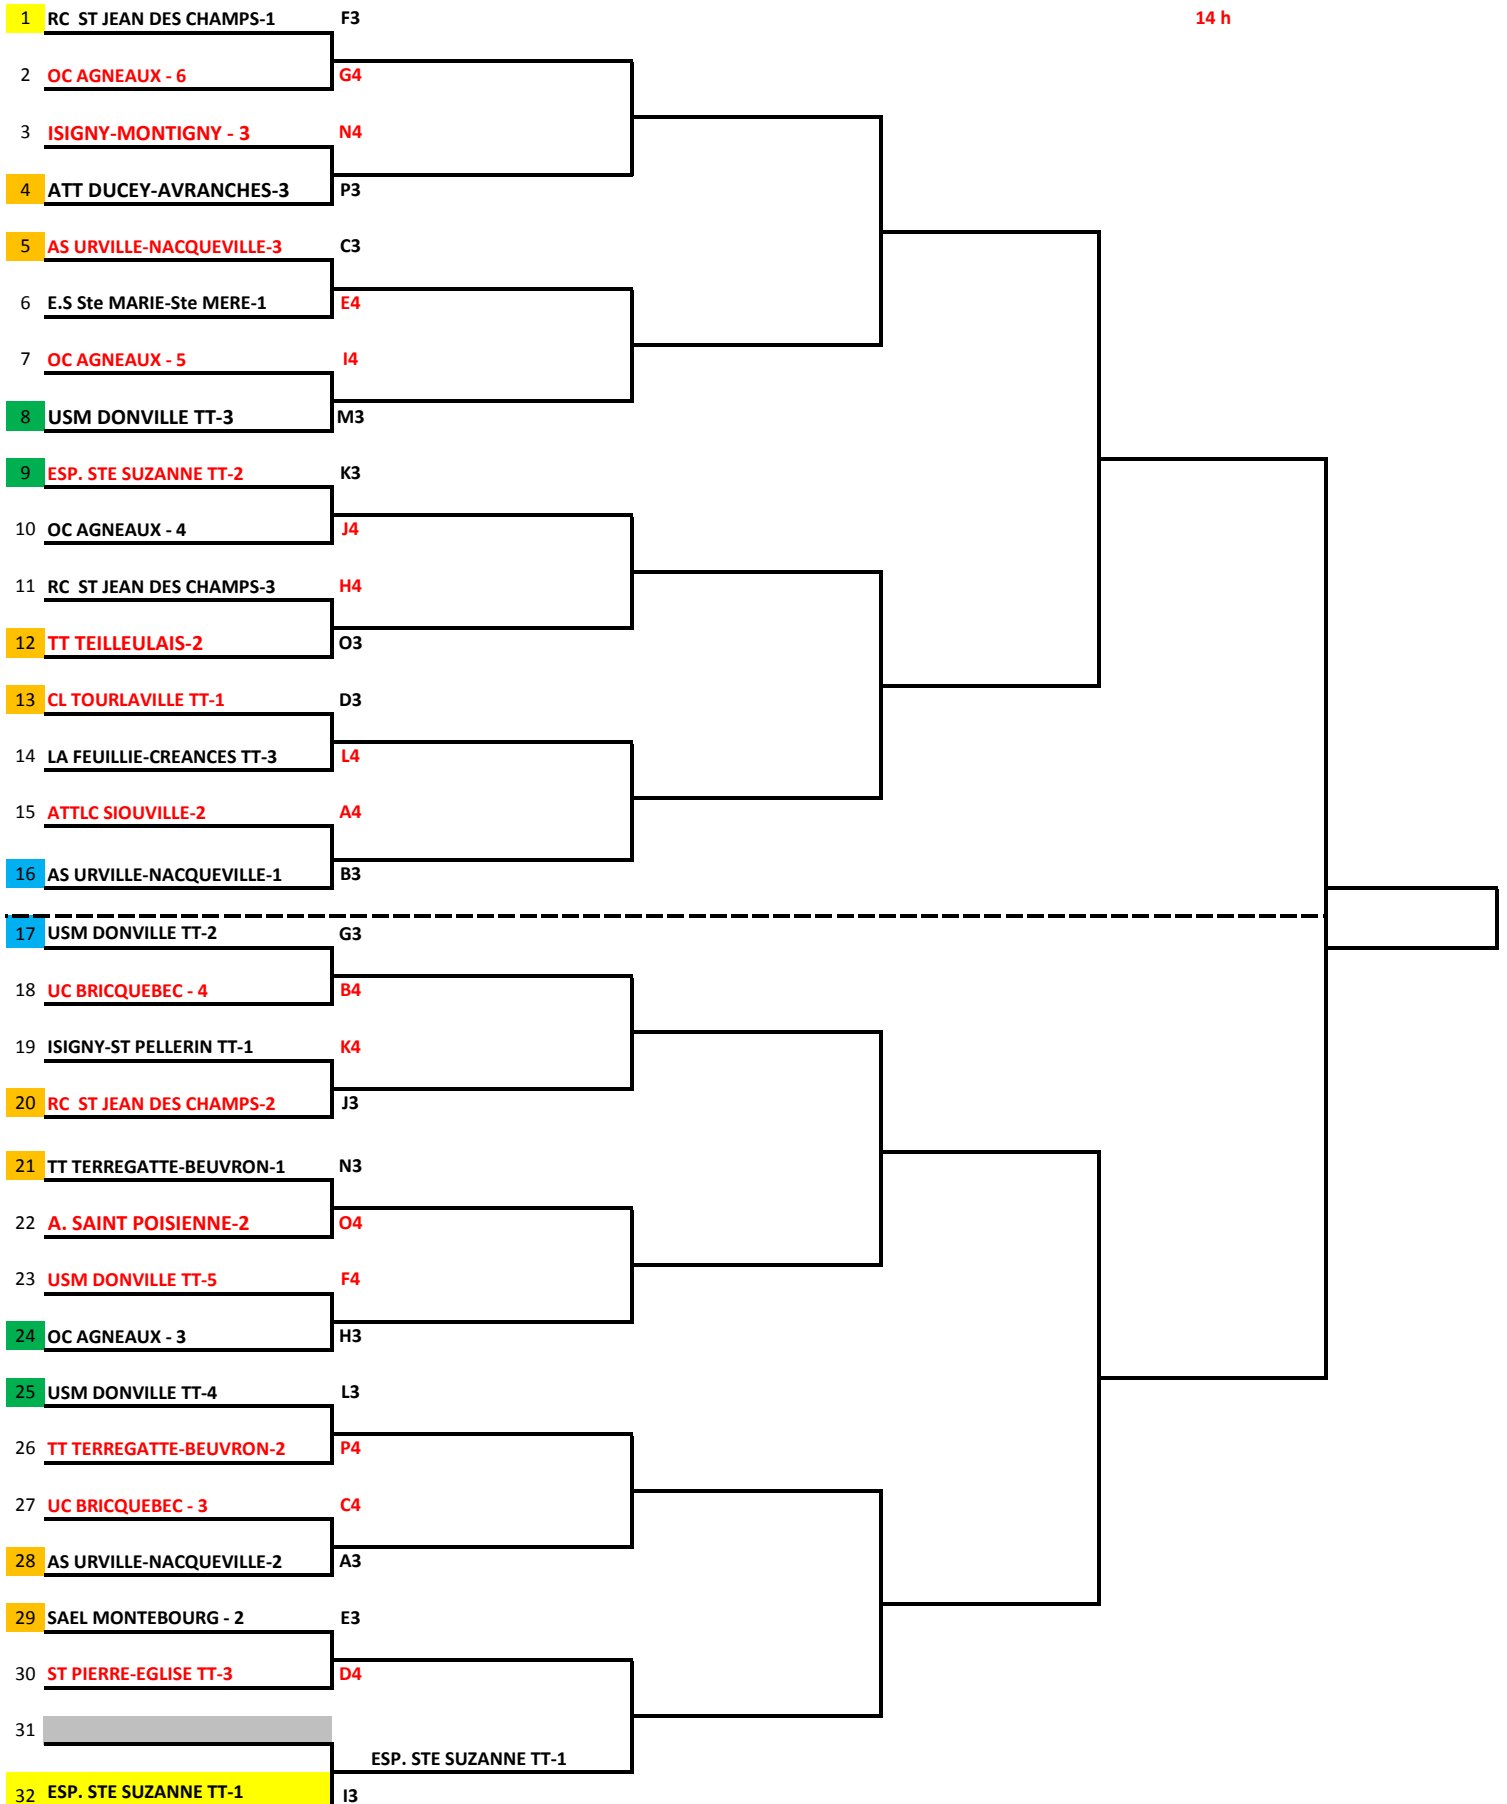 1 RC ST JEAN DES CHAMPS-1 F3 14 h
2 OC AGNEAUX - 6 G4
3 ISIGNY-MONTIGNY - 3 N4
4 ATT DUCEY-AVRANCHES-3 P3
5 AS URVILLE-NACQUEVILLE-3 C3
6 E.S Ste MARIE-Ste MERE-1 E4
7 OC AGNEAUX - 5 I4
8 USM DONVILLE TT-3 M3
9 ESP. STE SUZANNE TT-2 K3
10 OC AGNEAUX - 4 J4
11 RC ST JEAN DES CHAMPS-3 H4
12 TT TEILLEULAIS-2 O3
13 CL TOURLAVILLE TT-1 D3
14 LA FEUILLIE-CREANCES TT-3 L4
15 ATTLC SIOUVILLE-2 A4
16 AS URVILLE-NACQUEVILLE-1 B3
17 USM DONVILLE TT-2 G3
18 UC BRICQUEBEC - 4 B4
19 ISIGNY-ST PELLERIN TT-1 K4
20 RC ST JEAN DES CHAMPS-2 J3
21 TT TERREGATTE-BEUVRON-1 N3
22 A. SAINT POISIENNE-2 O4
23 USM DONVILLE TT-5 F4
24 OC AGNEAUX - 3 H3
25 USM DONVILLE TT-4 L3
26 TT TERREGATTE-BEUVRON-2 P4
27 UC BRICQUEBEC - 3 C4
28 AS URVILLE-NACQUEVILLE-2 A3
29 SAEL MONTEBOURG - 2 E3
30 ST PIERRE-EGLISE TT-3 D4
31
ESP. STE SUZANNE TT-1
32 ESP. STE SUZANNE TT-1 I3